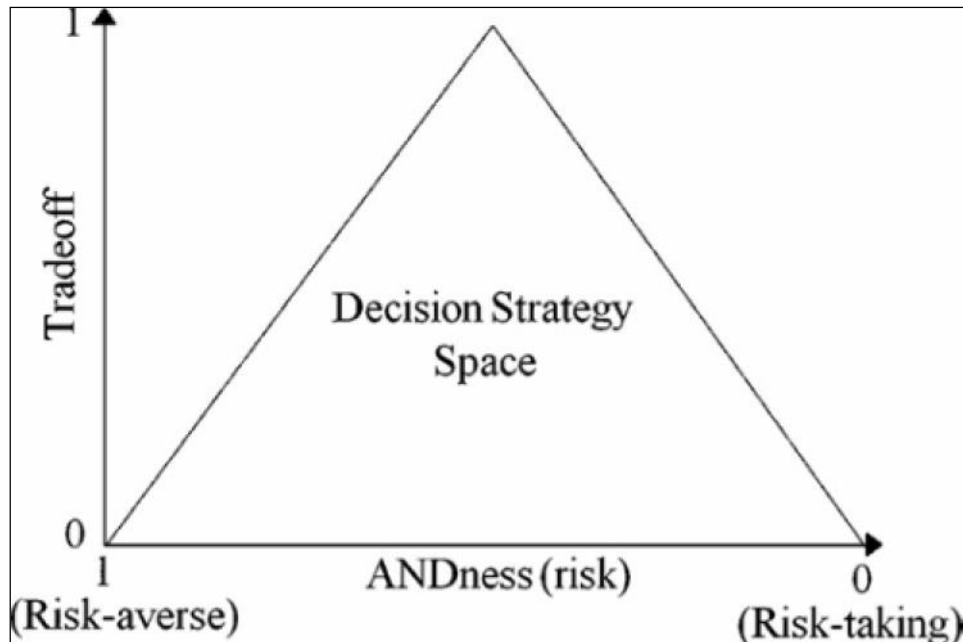 1
Tradeoff
Decision Strategy
Space
0
1
ANDness (risk)
0
(Risk-averse)
(Risk-taking)